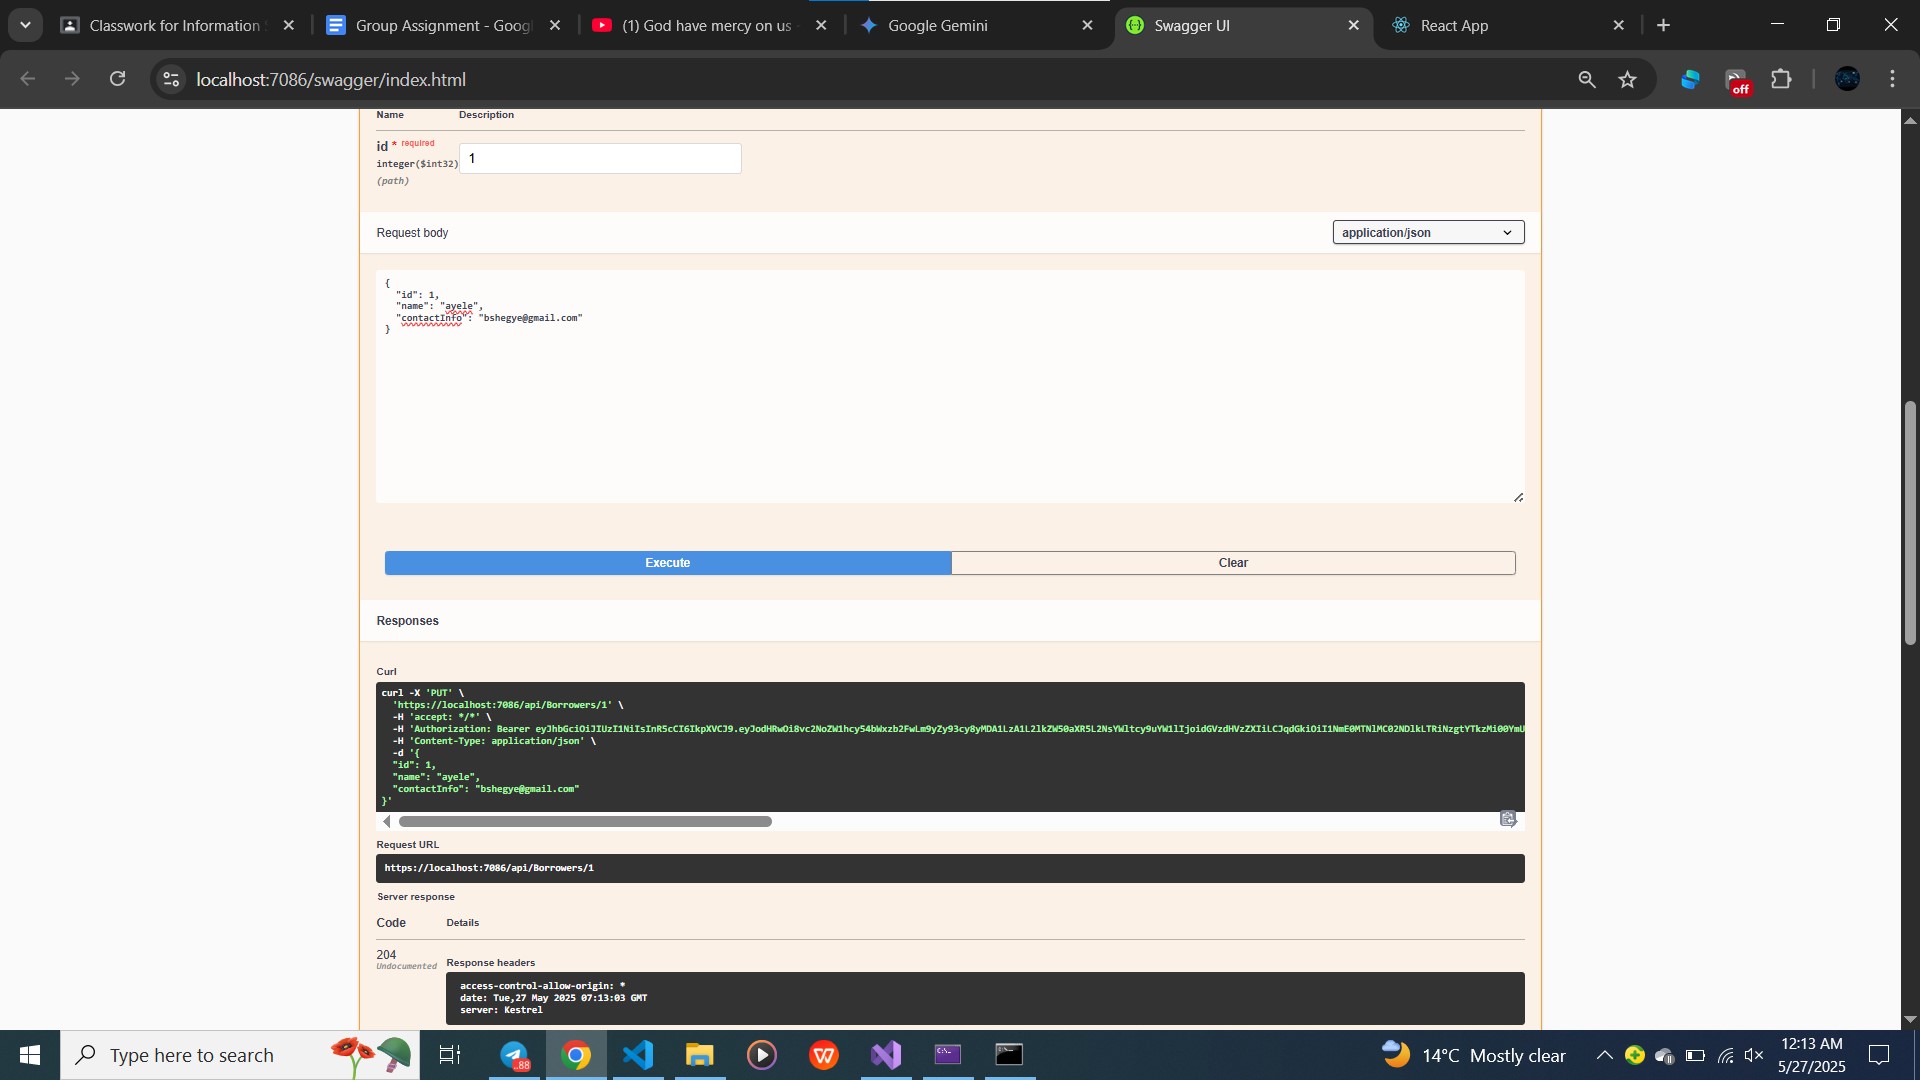 Classwork for Information S
Group Assignment - Goog
(1) God have mercy on us -
Google Gemini
Swagger UI
React App
localhost:7086/swagger/index.html
off
Name Description
id * required
integer($int32)
(path)
1
Request body
application/json
{
"id": 1,
"name": "ayele",
"contactInfo": "bshegye@gmail.com"
}
Execute
Clear
Responses
Curl
curl -X 'PUT' \
'https://localhost:7086/api/Borrowers/1' \
-H 'accept: */*' \
-H 'Authorization: Bearer
-H 'Content-Type: application/json' \
-d '{
"id": 1,
"name": "ayele",
"contactInfo": "bshegye@gmail.com"
}'
Request URL
https://localhost:7086/api/Borrowers/1
Server response
Code Details
204
Undocumented
Response headers
access-control-allow-origin: *
date: Tue,27 May 2025 07:13:03 GMT
server: Kestrel
Type here to search
.88
14°C Mostly clear
12:13 AM
5/27/2025